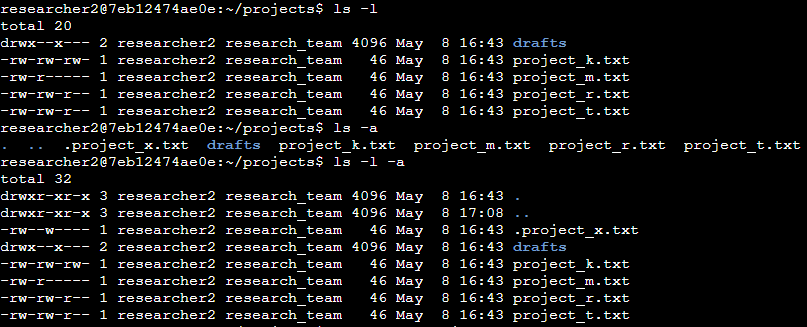 researcher2@7eb12474ae0e:~/projects$ ls -l
total 20
drwx--x--- 2 researcher2 research_team 4096 May  8 16:43 drafts
-rw-rw-rw- 1 researcher2 research_team   46 May  8 16:43 project_k.txt
-rw-r----- 1 researcher2 research_team   46 May  8 16:43 project_m.txt
-rw-rw-r-- 1 researcher2 research_team   46 May  8 16:43 project_r.txt
-rw-rw-r-- 1 researcher2 research_team   46 May  8 16:43 project_t.txt
researcher2@7eb12474ae0e:~/projects$ ls -a
.  ..  .project_x.txt  drafts  project_k.txt  project_m.txt  project_r.txt  project_t.txt
researcher2@7eb12474ae0e:~/projects$ ls -l -a
total 32
drwxr-xr-x 3 researcher2 research_team 4096 May  8 16:43 .
drwxr-xr-x 3 researcher2 research_team 4096 May  8 17:08 ..
-rw--w---- 1 researcher2 research_team   46 May  8 16:43 .project_x.txt
drwx--x--- 2 researcher2 research_team 4096 May  8 16:43 drafts
-rw-rw-rw- 1 researcher2 research_team   46 May  8 16:43 project_k.txt
-rw-r----- 1 researcher2 research_team   46 May  8 16:43 project_m.txt
-rw-rw-r-- 1 researcher2 research_team   46 May  8 16:43 project_r.txt
-rw-rw-r-- 1 researcher2 research_team   46 May  8 16:43 project_t.txt